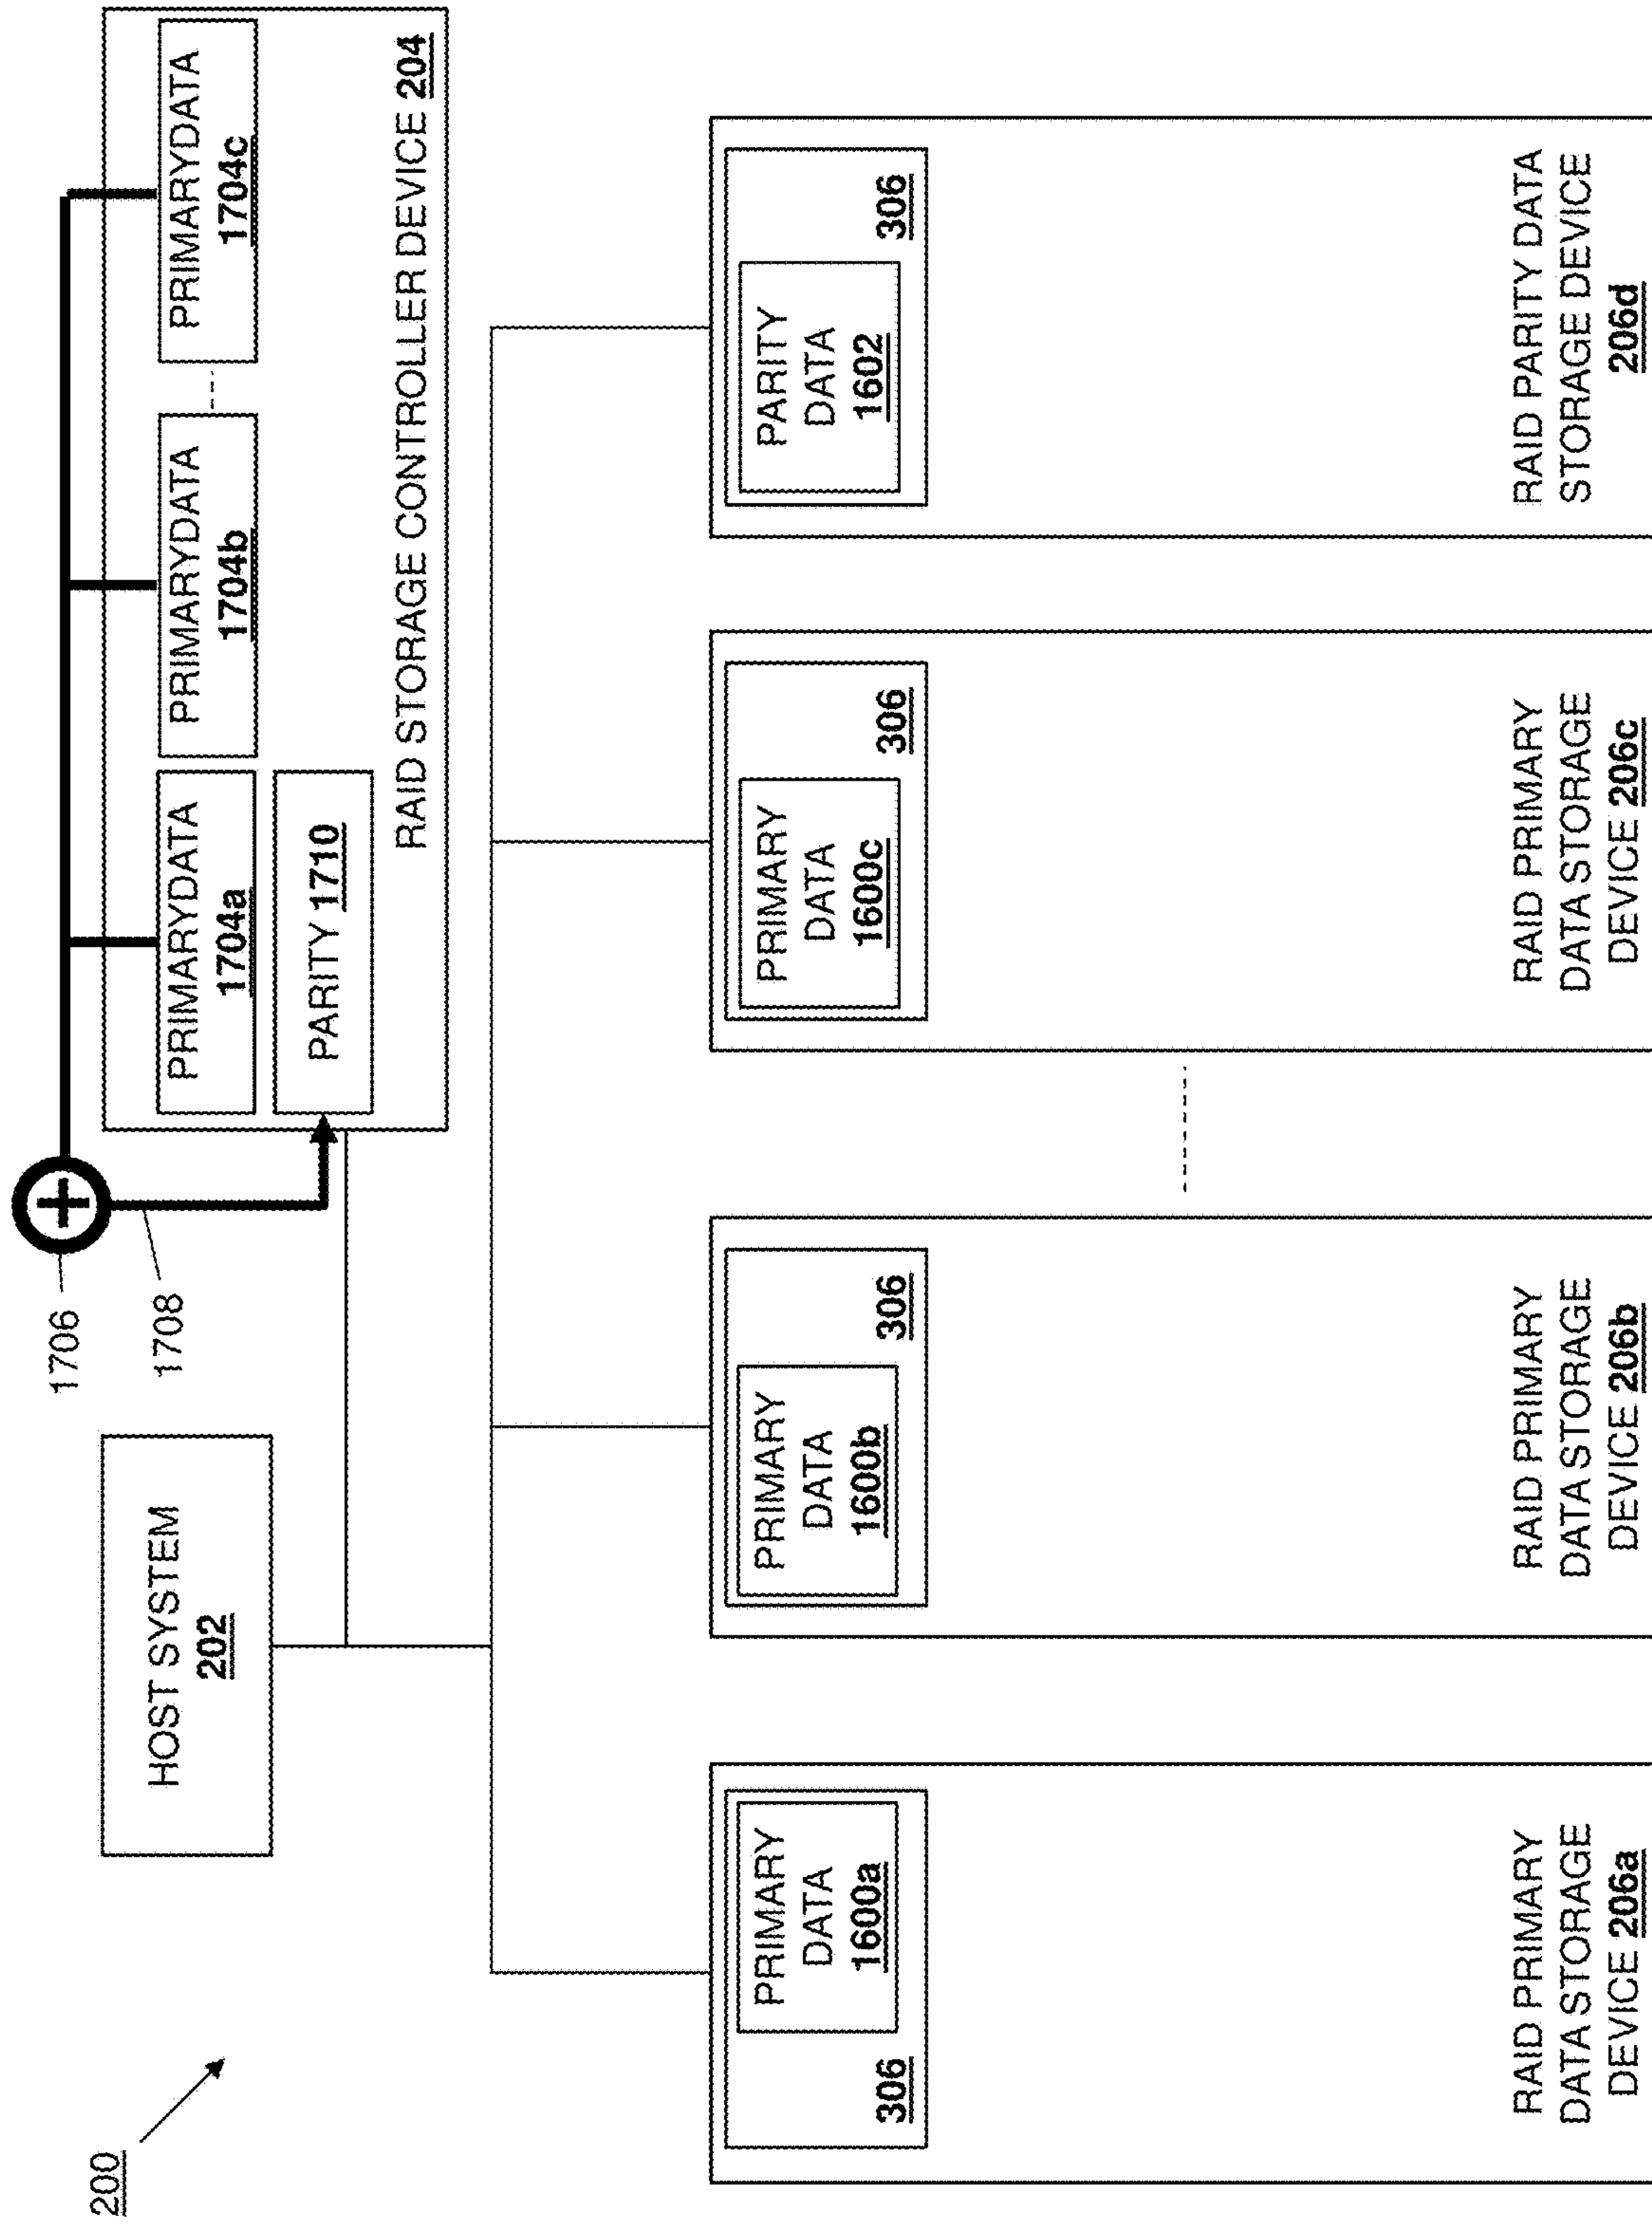 200
HOST SYSTEM
202
1706
1708
PRIMARYDATA
1704a
PRIMARYDATA
1704b
PRIMARYDATA
1704c
PARITY 1710
RAID STORAGE CONTROLLER DEVICE 204
306
PRIMARY
DATA
1600a
RAID PRIMARY
DATA STORAGE
DEVICE 206a
PRIMARY
DATA
1600b
306
RAID PRIMARY
DATA STORAGE
DEVICE 206b
PRIMARY
DATA
1600c
306
RAID PRIMARY
DATA STORAGE
DEVICE 206c
PARITY
DATA
1602
306
RAID PARITY DATA
STORAGE DEVICE
206d